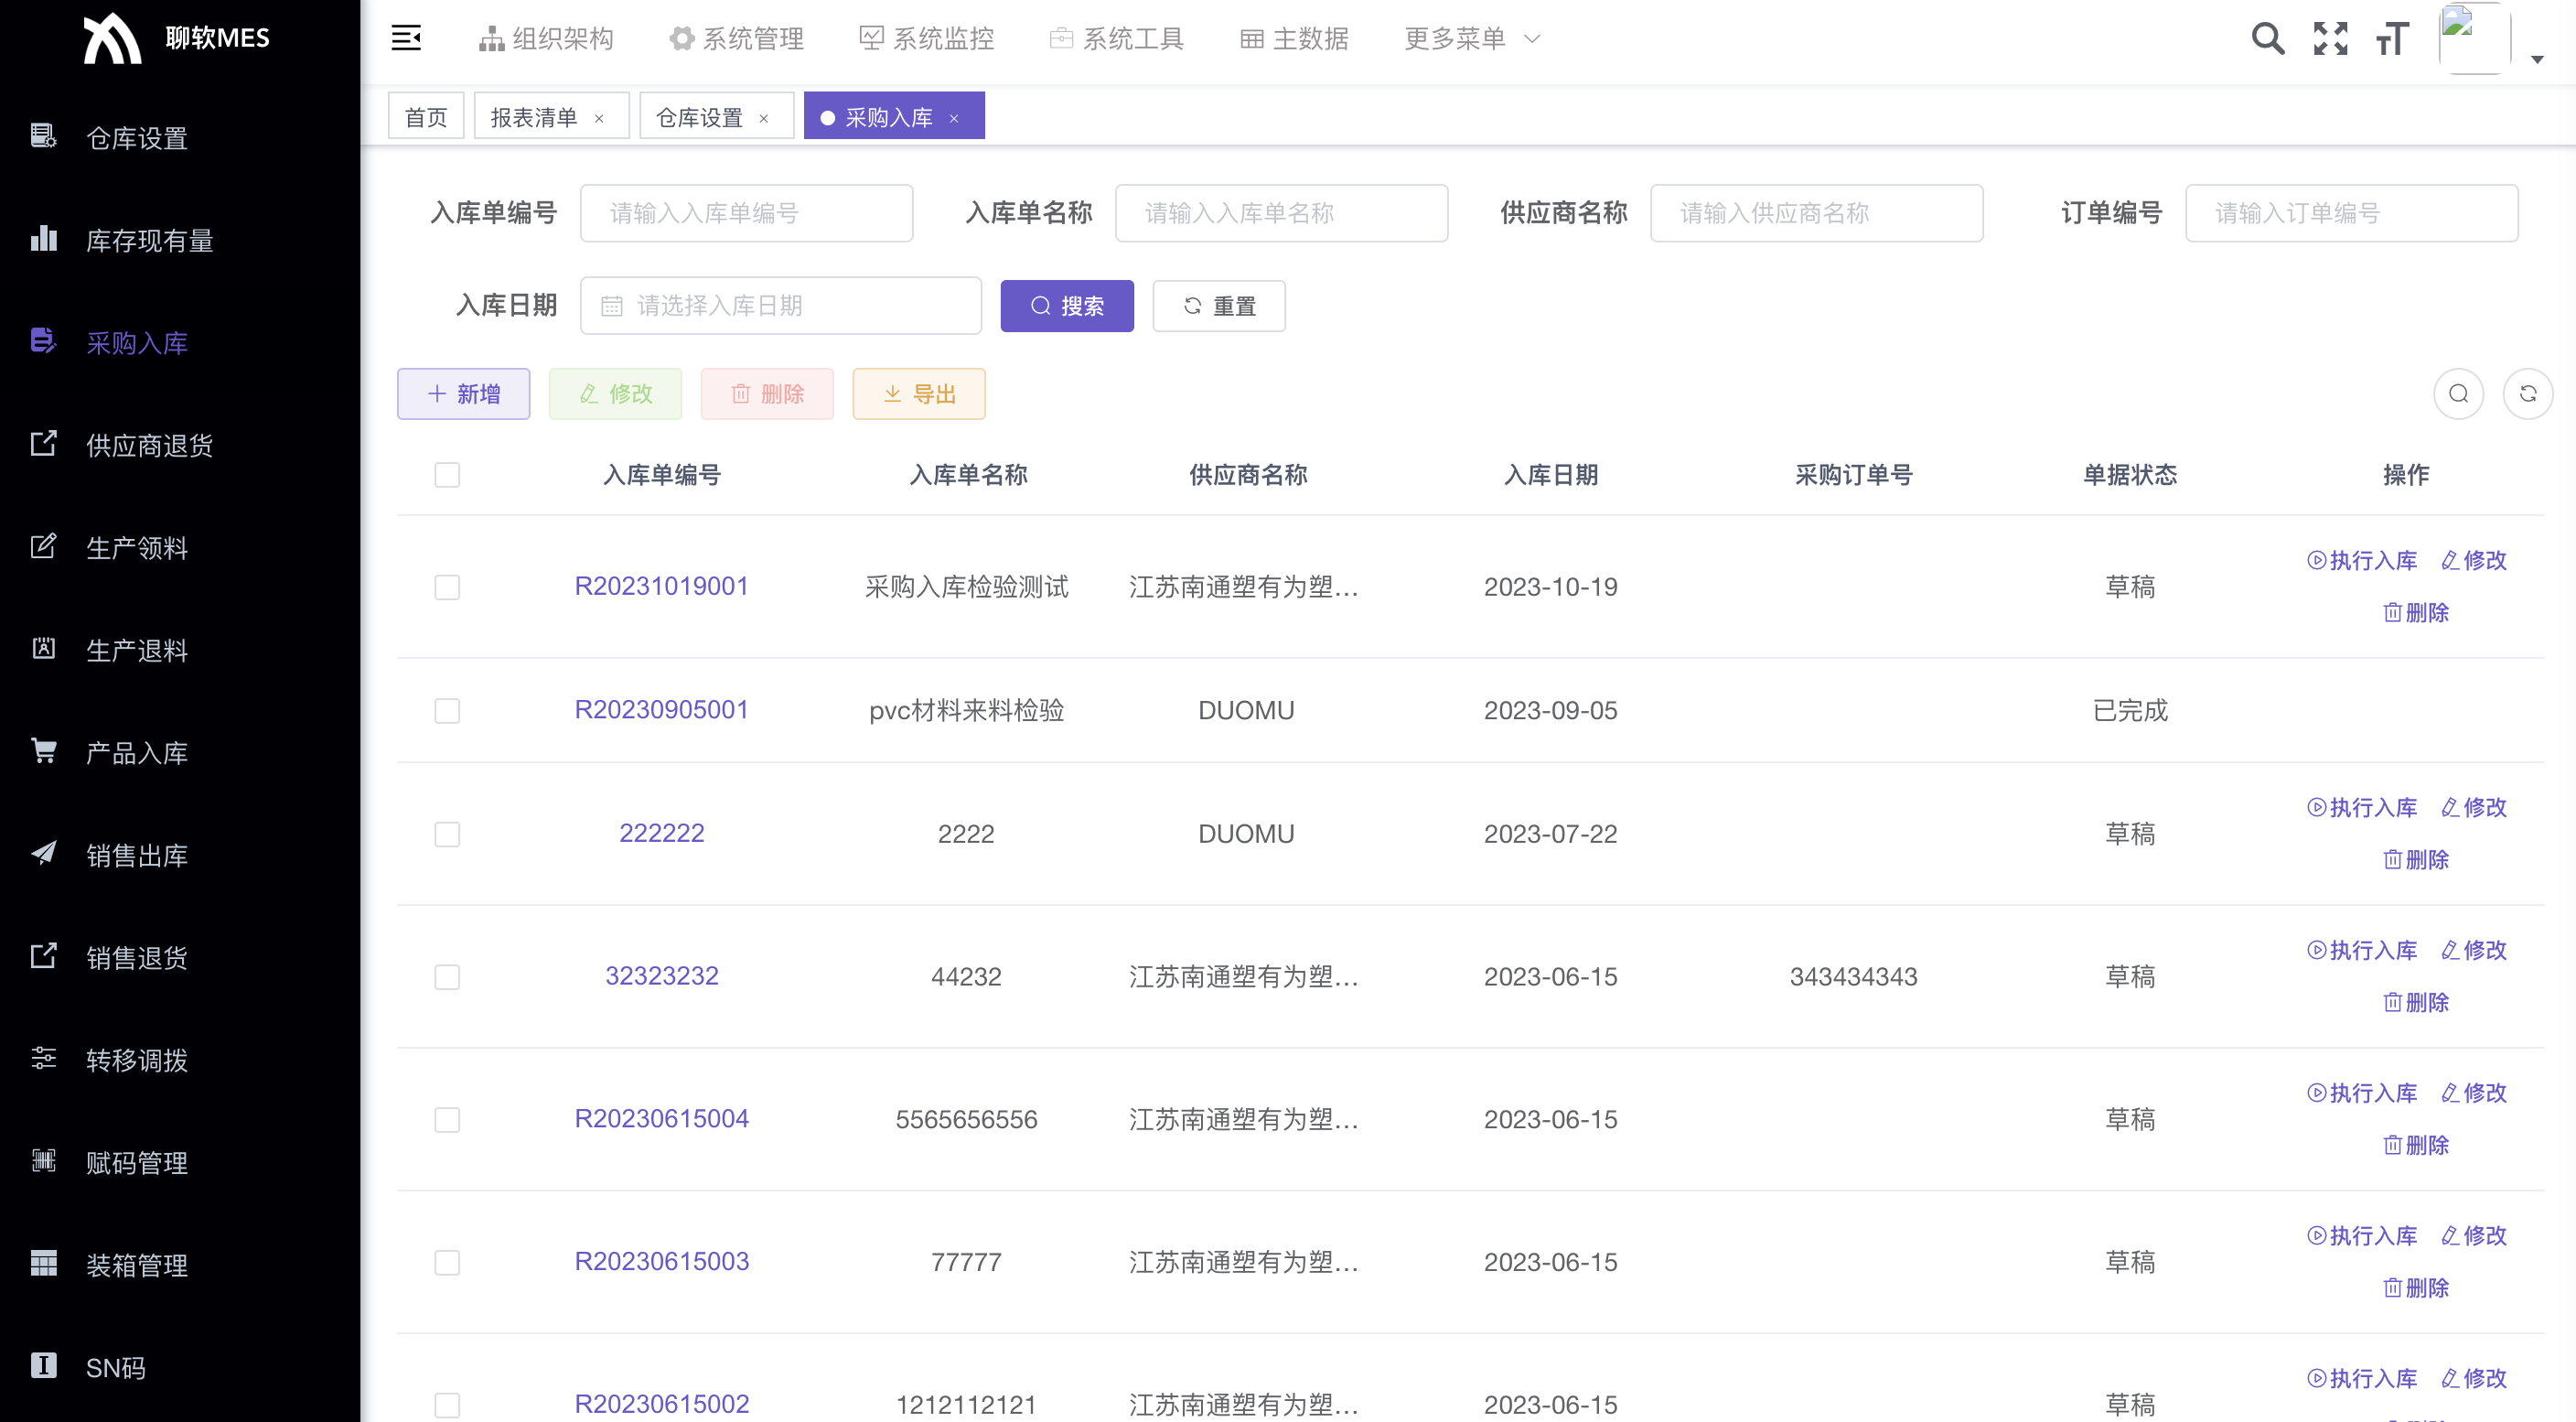 聊软MES
组织架构 系统管理 系统监控 系统工具 主数据 更多菜单
首页 报表清单 × 仓库设置 × 采购入库 ×
仓库设置
库存现有量
采购入库
供应商退货
生产领料
生产退料
产品入库
销售出库
销售退货
转移调拨
赋码管理
装箱管理
SN码
入库单编号 请输入入库单编号 入库单名称 请输入入库单名称 供应商名称 请输入供应商名称 订单编号 请输入订单编号
入库日期 请选择入库日期 搜索 重置
新增 修改 删除 导出
入库单编号 入库单名称 供应商名称 入库日期 采购订单号 单据状态 操作
R20231019001 采购入库检验测试 江苏南通塑有为塑... 2023-10-19 草稿 执行入库 修改
删除
R20230905001 pvc材料来料检验 DUOMU 2023-09-05 已完成
222222 2222 DUOMU 2023-07-22 草稿 执行入库 修改
删除
32323232 44232 江苏南通塑有为塑... 2023-06-15 343434343 草稿 执行入库 修改
删除
R20230615004 5565656556 江苏南通塑有为塑... 2023-06-15 草稿 执行入库 修改
删除
R20230615003 77777 江苏南通塑有为塑... 2023-06-15 草稿 执行入库 修改
删除
R20230615002 1212112121 江苏南通塑有为塑... 2023-06-15 草稿 执行入库 修改